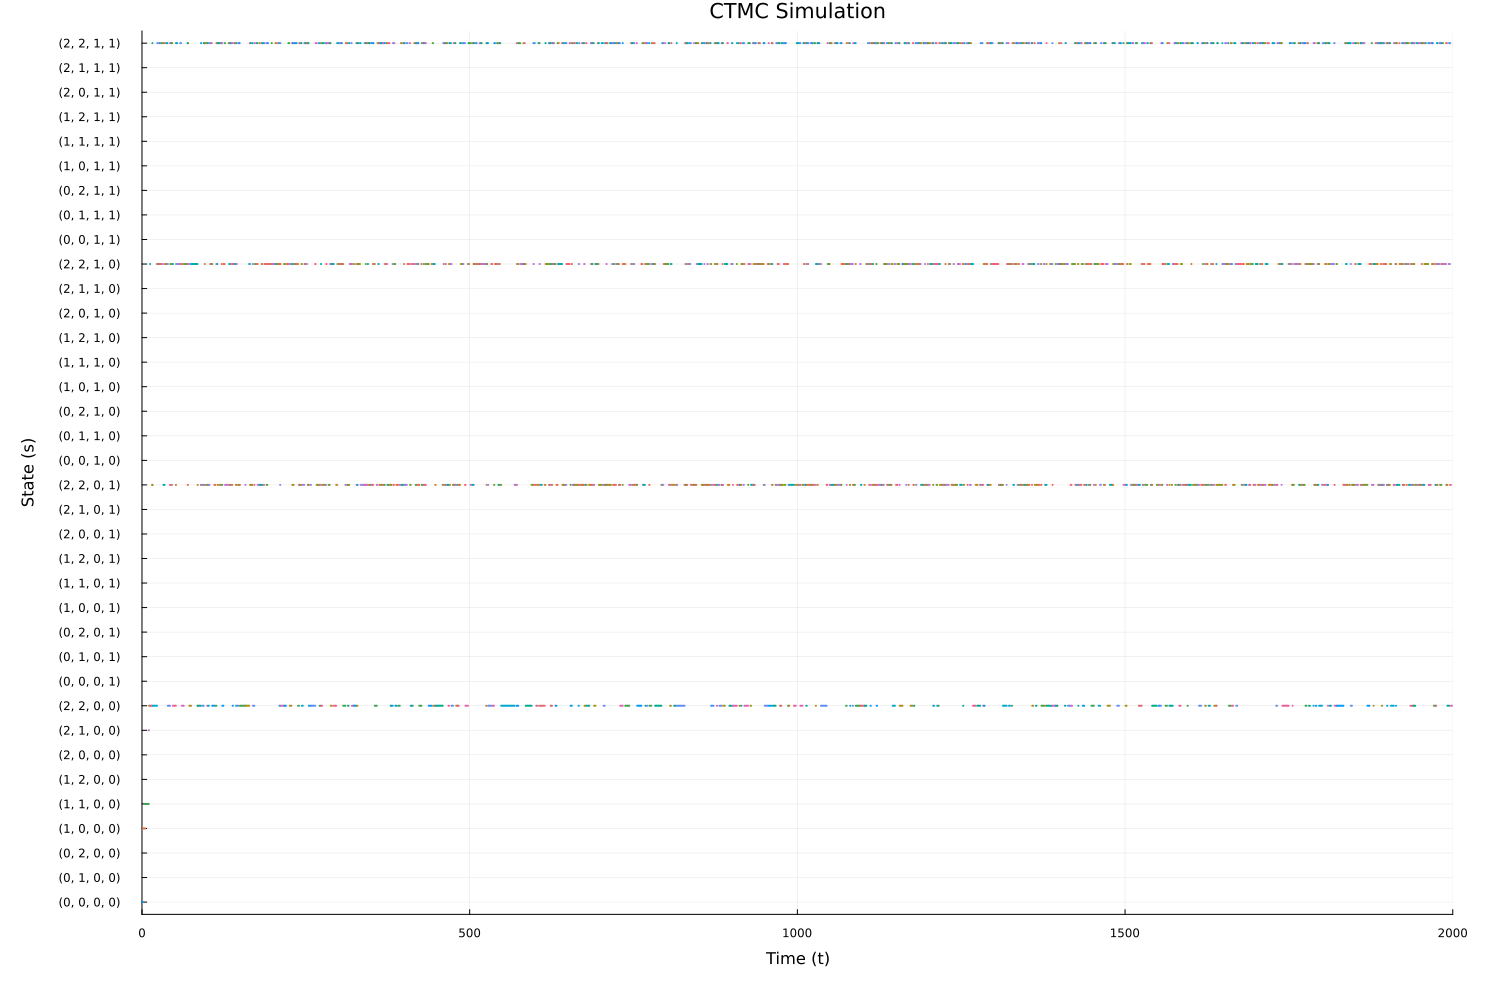 CTMC Simulation
(2, 2, 1, 1)
(2, 1, 1, 1)
(2, 0, 1, 1)
(1, 2, 1, 1)
(1, 1, 1, 1)
(1, 0, 1, 1)
(0, 2, 1, 1)
(0, 1, 1, 1)
(0, 0, 1, 1)
(2, 2, 1, 0)
(2, 1, 1, 0)
(2, 0, 1, 0)
(1, 2, 1, 0)
(1, 1, 1, 0)
(1, 0, 1, 0)
(0, 2, 1, 0)
(0, 1, 1, 0)
(0, 0, 1, 0)
(2, 2, 0, 1)
(2, 1, 0, 1)
(2, 0, 0, 1)
(1, 2, 0, 1)
(1, 1, 0, 1)
(1, 0, 0, 1)
(0, 2, 0, 1)
(0, 1, 0, 1)
(0, 0, 0, 1)
(2, 2, 0, 0)
(2, 1, 0, 0)
(2, 0, 0, 0)
(1, 2, 0, 0)
(1, 1, 0, 0)
(1, 0, 0, 0)
(0, 2, 0, 0)
(0, 1, 0, 0)
(0, 0, 0, 0)
State (s)
0 500 1000 1500 2000
Time (t)